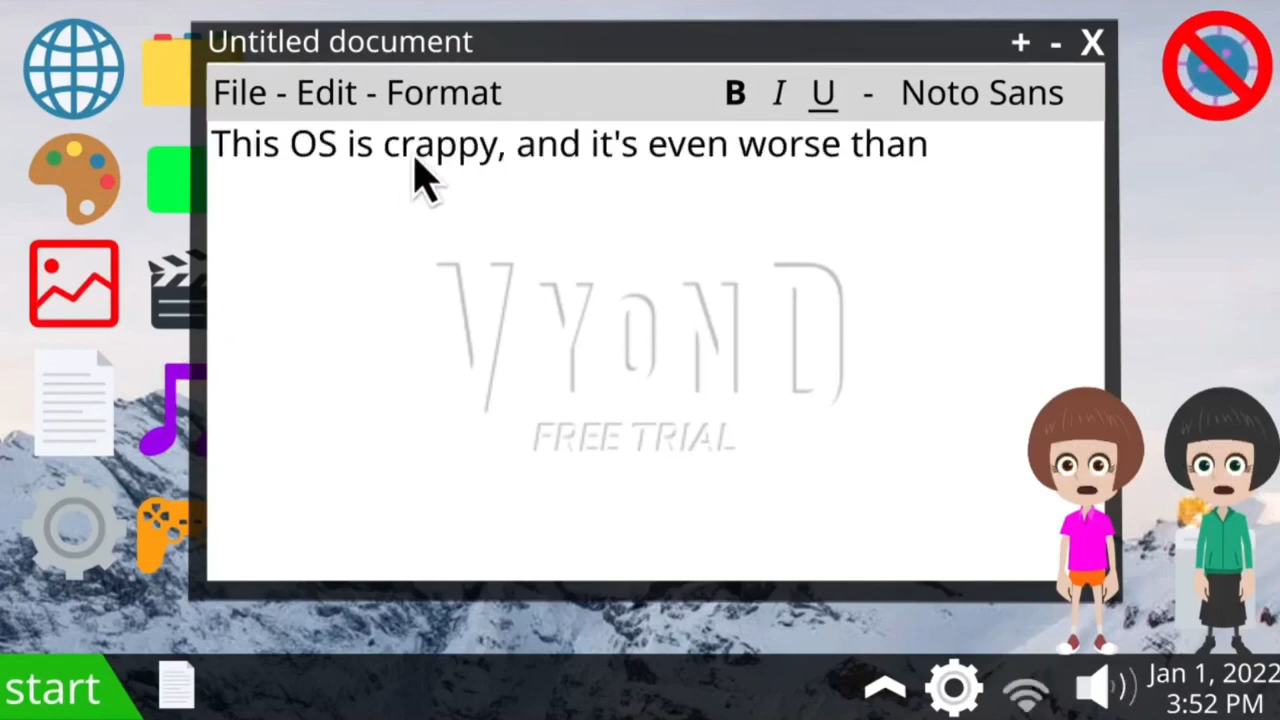 Untitled document
+ - X
File - Edit - Format
B I U - Noto Sans
This OS is crappy, and it's even worse than
VYOND
FREE TRIAL
start
Jan 1, 2022
3:52 PM